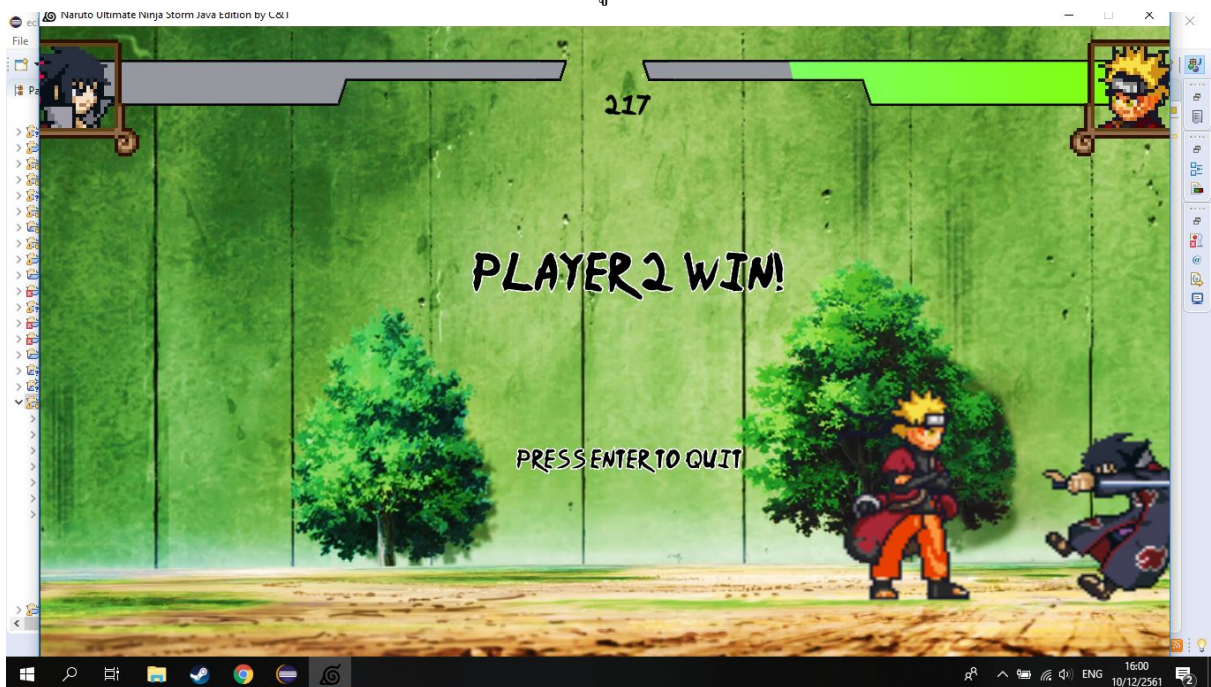 Naruto Ultimate Ninja Storm Java Edition by C&T
File
217
PLAYER2 WIN!
PRESS ENTER TO QUIT
ENG
16:00
10/12/2561
2